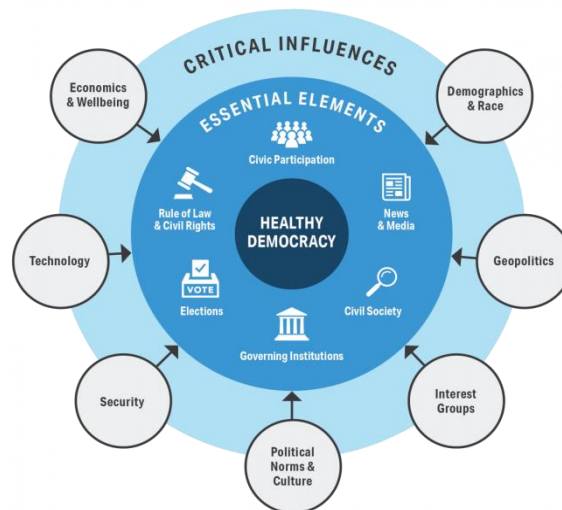 CRITICAL INFLUENCES
Economics
& Wellbeing
Demographics
& Race
ESSENTIAL ELEMENTS
Civic Participation
Rule of Law
& Civil Rights
News
& Media
HEALTHY
DEMOCRACY
Technology
Geopolitics
VOTE
Elections
Civil Society
Governing Institutions
Security
Interest
Groups
Political
Norms &
Culture